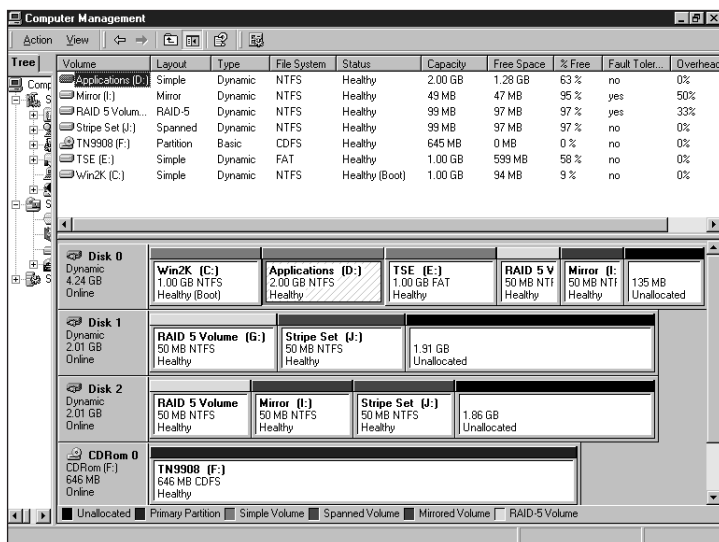 Computer Management
Action View
Tree
Volume Layout Type File System Status Capacity Free Space % Free Fault Toler... Overhead
Comp
Applications (D:) Simple Dynamic NTFS Healthy 2.00 GB 1.28 GB 63 % no 0%
Mirror (I:) Mirror Dynamic NTFS Healthy 49 MB 47 MB 95 % yes 50%
RAID 5 Volum... RAID-5 Dynamic NTFS Healthy 99 MB 97 MB 97 % yes 33%
Stripe Set (J:) Spanned Dynamic NTFS Healthy 99 MB 97 MB 97 % no 0%
TN9908 (F:) Partition Basic CDFS Healthy 645 MB 0 MB 0 % no 0%
TSE (E:) Simple Dynamic FAT Healthy 1.00 GB 599 MB 58 % no 0%
Win2K (C:) Simple Dynamic NTFS Healthy (Boot) 1.00 GB 94 MB 9 % no 0%
Disk 0
Dynamic
4.24 GB
Online
Win2K (C:)
1.00 GB NTFS
Healthy (Boot)
Applications (D:)
2.00 GB NTFS
Healthy
TSE (E:)
1.00 GB FAT
Healthy
RAID 5 V
50 MB NTF
Healthy
Mirror (I:
50 MB NTF
Healthy
135 MB
Unallocated
Disk 1
Dynamic
2.01 GB
Online
RAID 5 Volume (G:)
50 MB NTFS
Healthy
Stripe Set (J:)
50 MB NTFS
Healthy
1.91 GB
Unallocated
Disk 2
Dynamic
2.01 GB
Online
RAID 5 Volume
50 MB NTFS
Healthy
Mirror (I:)
50 MB NTFS
Healthy
Stripe Set (J:)
50 MB NTFS
Healthy
1.86 GB
Unallocated
CDRom 0
CDRom (F:)
646 MB
Online
TN9908 (F:)
646 MB CDFS
Healthy
Unallocated Primary Partition Simple Volume Spanned Volume Mirrored Volume RAID-5 Volume